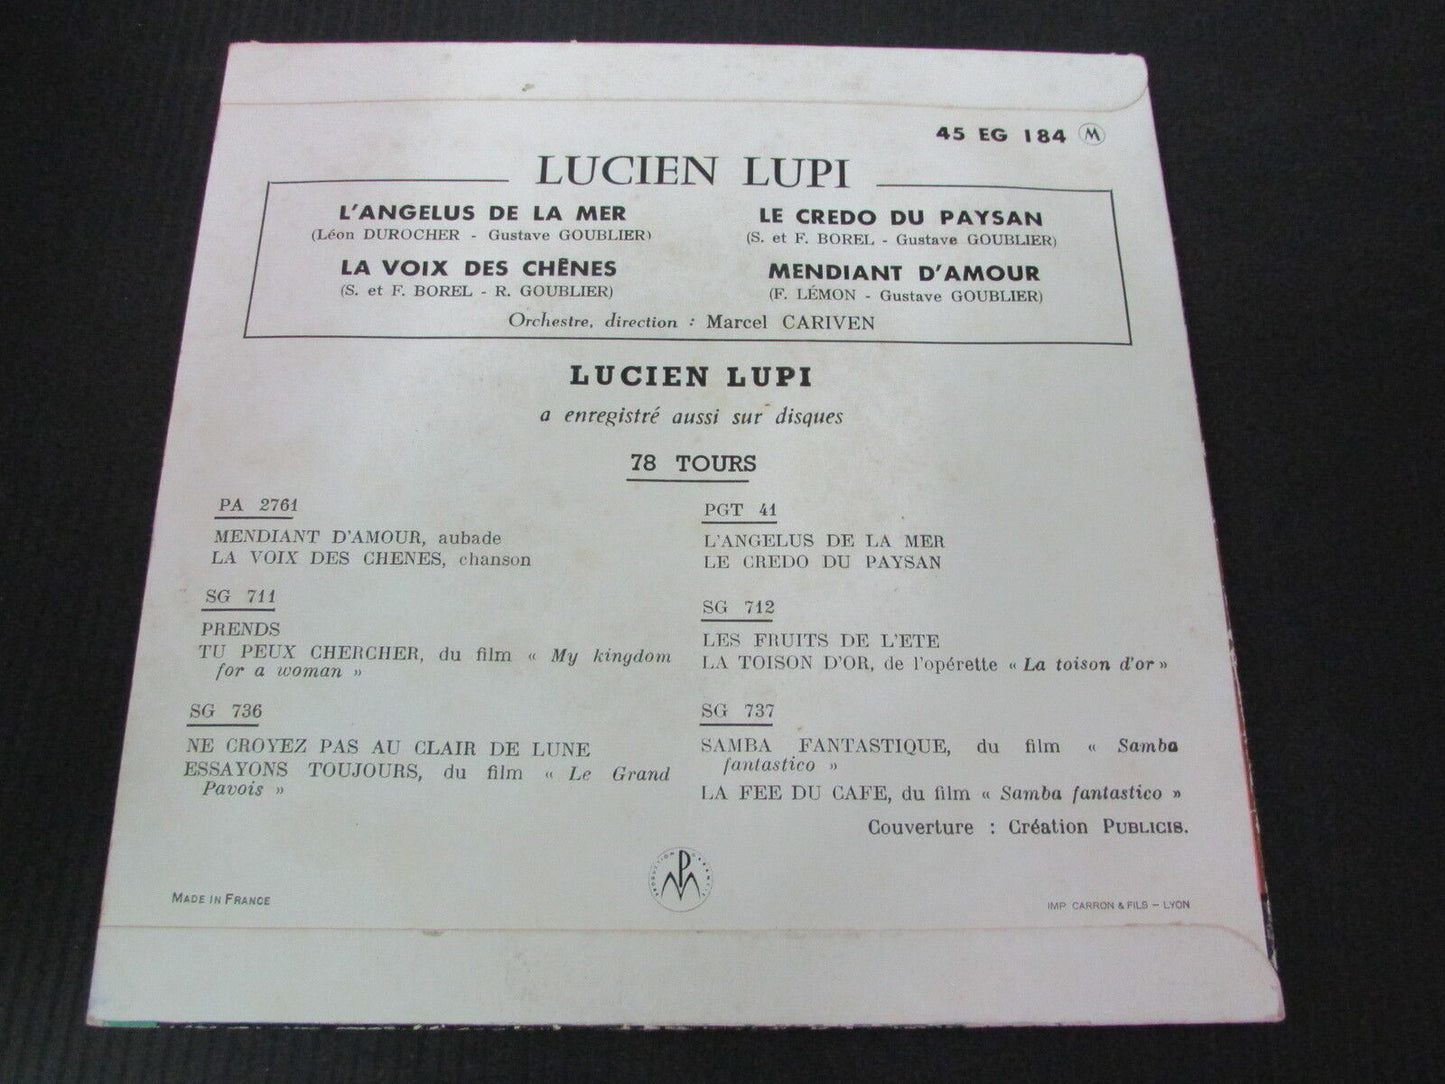 45 EG 184 M
LUCIEN LUPI
L'ANGELUS DE LA MER
(Léon DUROCHER - Gustave GOUBLIER)
LE CREDO DU PAYSAN
(S. et F. BOREL - Gustave GOUBLIER)
LA VOIX DES CHÊNES
(S. et F. BOREL - R. GOUBLIER)
MENDIANT D'AMOUR
(F. LÉMON - Gustave GOUBLIER)
Orchestre, direction : Marcel CARIVEN
LUCIEN LUPI
a enregistré aussi sur disques
78 TOURS
PA 2761
MENDIANT D'AMOUR, aubade
LA VOIX DES CHENES, chanson
PGT 41
L'ANGELUS DE LA MER
LE CREDO DU PAYSAN
SG 711
PRENDS
TU PEUX CHERCHER, du film « My kingdom
for a woman »
SG 712
LES FRUITS DE L'ETE
LA TOISON D'OR, de l'opérette « La toison d'or »
SG 736
NE CROYEZ PAS AU CLAIR DE LUNE
ESSAYONS TOUJOURS, du film « Le Grand
Pavois »
SG 737
SAMBA FANTASTIQUE, du film « Samba
fantastico »
LA FEE DU CAFE, du film « Samba fantastico »
Couverture : Création PUBLICIS.
PRODUCTION GARANTIE
PM
MADE IN FRANCE
IMP. CARRON & FILS – LYON